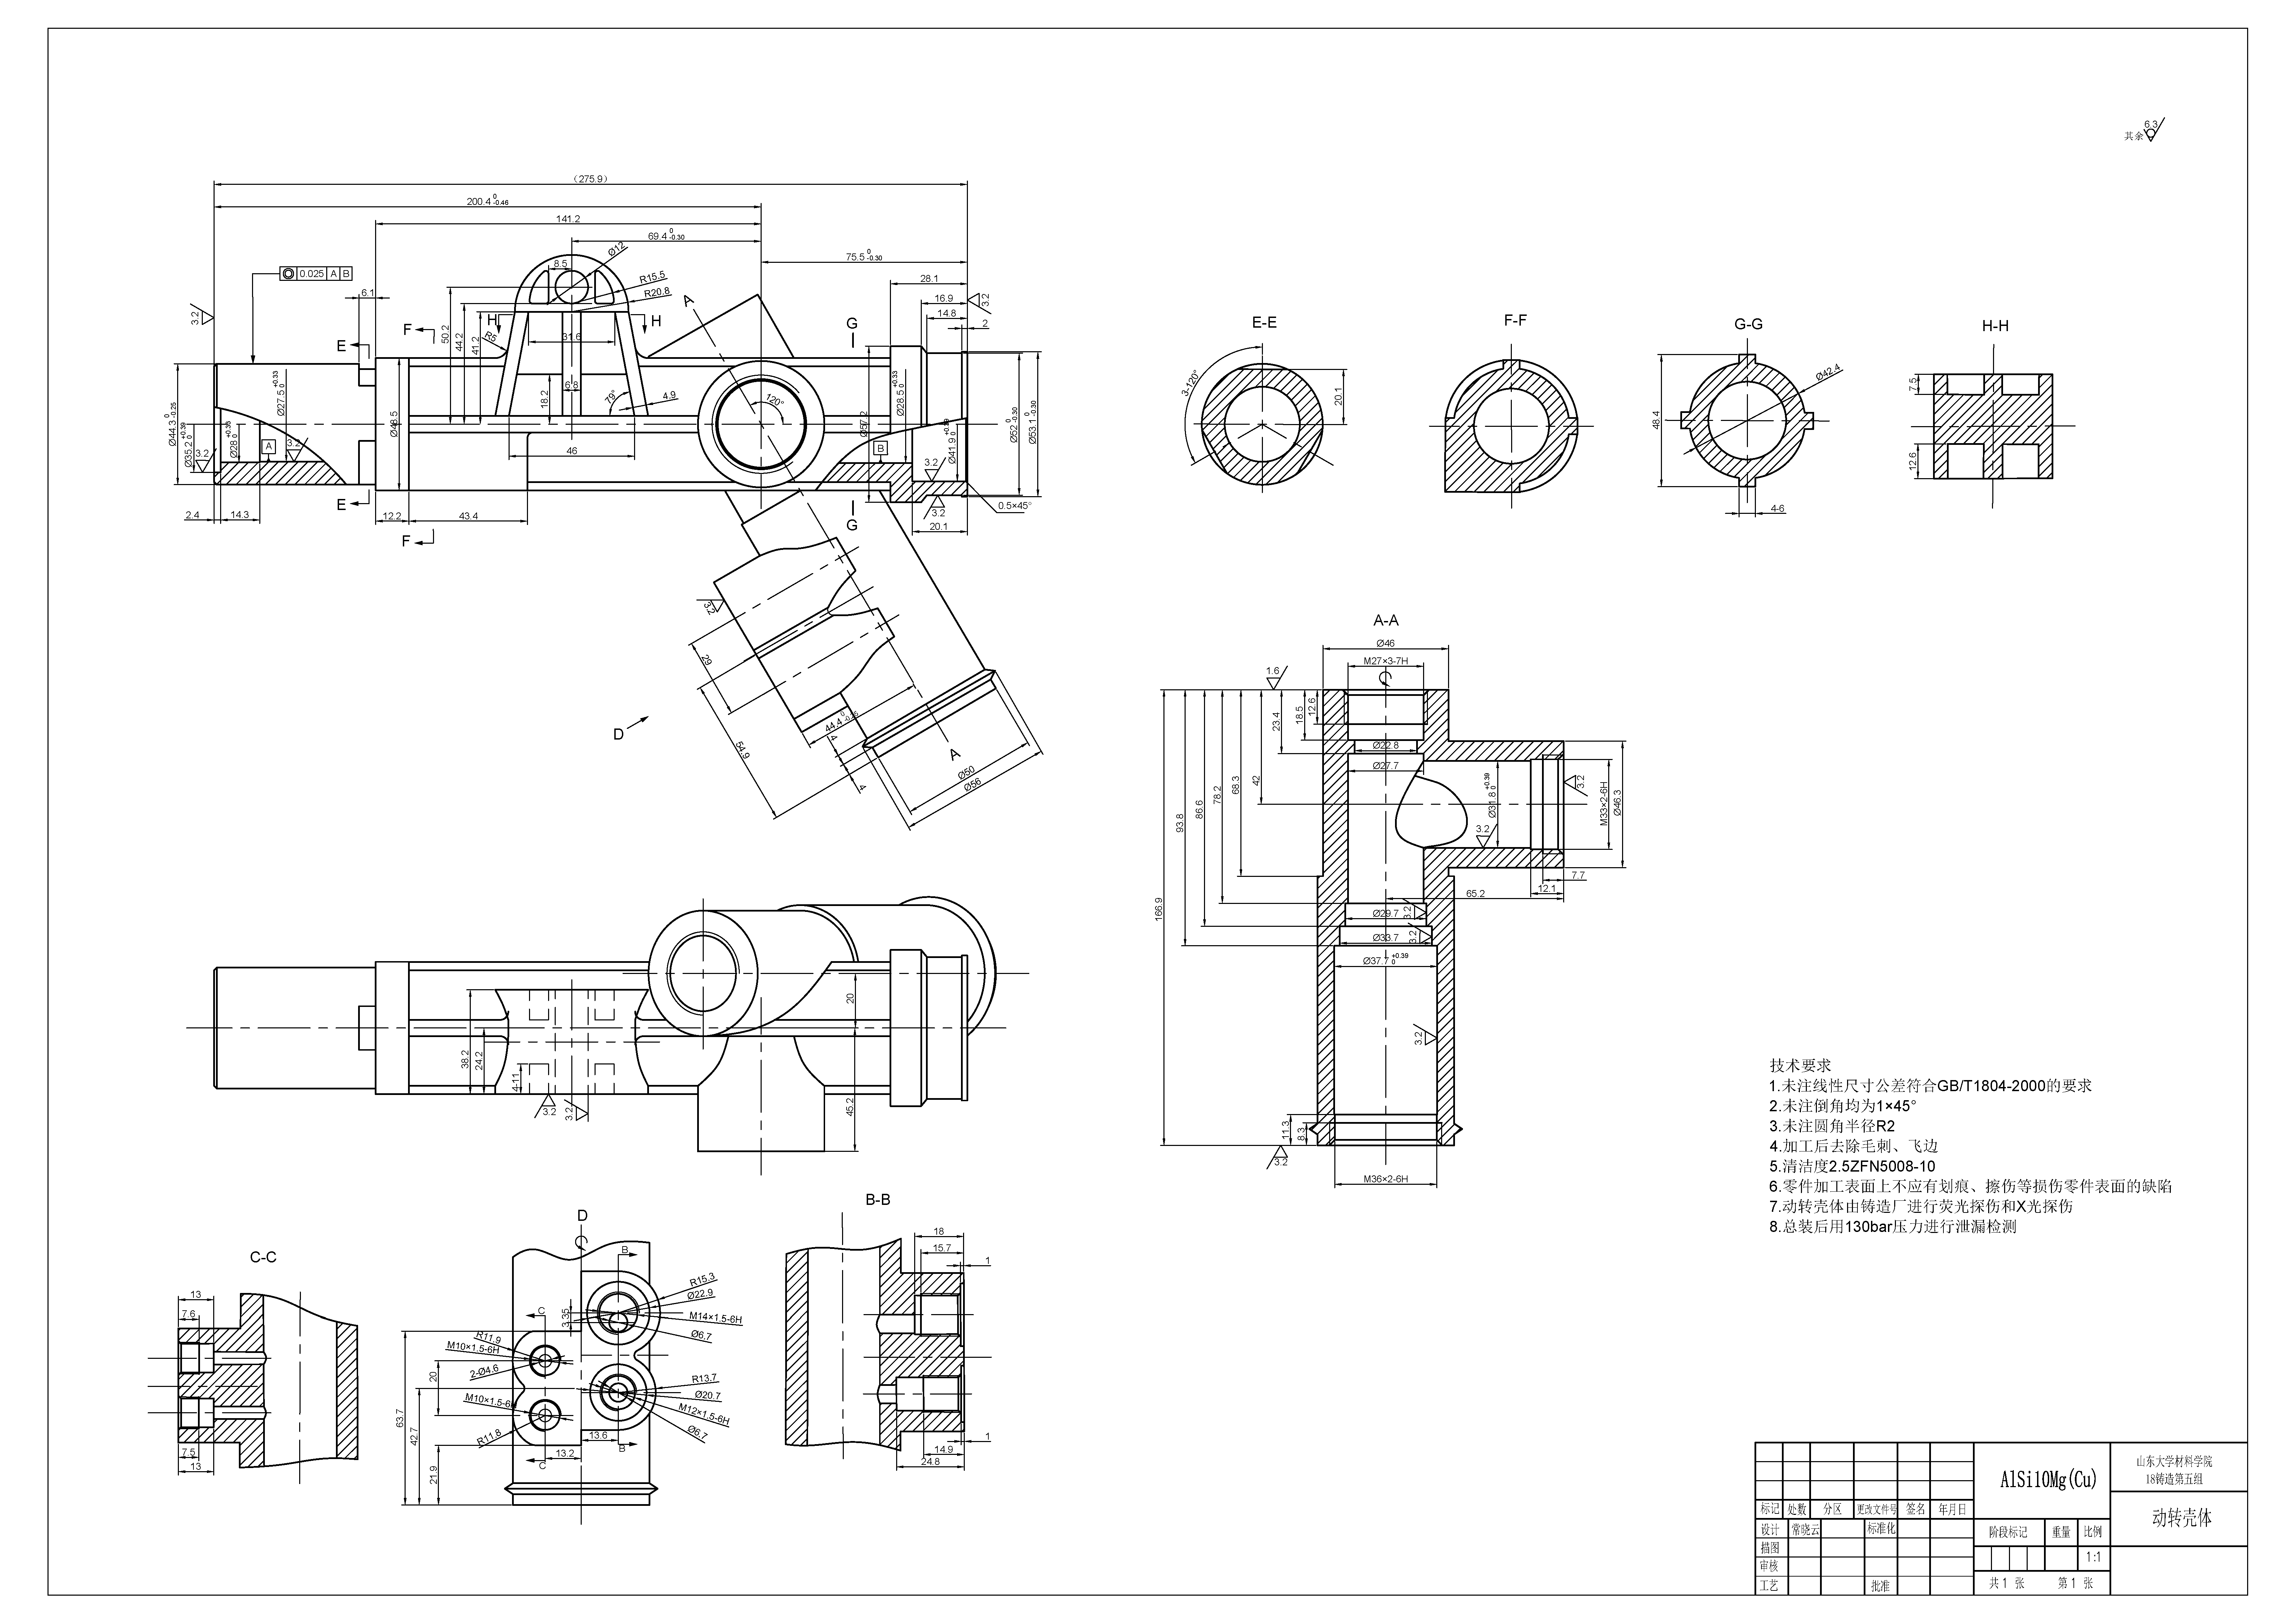 其余 6.3
(275.9)
200.4 0 -0.46
141.2
69.4 0 -0.30
75.5 0 -0.30
28.1
16.9
14.8
2
3.2
0.025 A B
6.1
3.2
8.5
Ø12
R15.5
R20.8
A
H
H
G
F
E
R5
31.6
50.2
44.2
41.2
18.2
6.8
79°
4.9
120°
46
Ø44.3 0 -0.25
Ø35.2 +0.39 0
Ø28 0
Ø27.5 +0.33 0
A
3.2
3.2
Ø48.5
Ø57.2
Ø28.5 +0.33 0
B
3.2
3.2
Ø41.9 0
Ø52 0 -0.30
Ø53.1 0 -0.30
0.5×45°
20.1
E
F
G
2.4
14.3
12.2
43.4
3.2
29
54.9
44.4 0
4
4
Ø50
Ø56
A
D
E-E
3-120°
20.1
F-F
G-G
48.4
Ø42.4
4-6
H-H
7.5
12.6
A-A
Ø46
M27×3-7H
1.6
12.6
18.5
23.4
42
68.3
78.2
86.6
93.8
166.9
Ø22.8
Ø27.7
Ø31.8 +0.39 0
M33×2-6H
Ø46.3
3.2
3.2
7.7
12.1
65.2
Ø29.7
3.2
Ø33.7
3.2
Ø37.7 +0.39 0
3.2
11.3
8.3
3.2
M36×2-6H
38.2
24.2
4-11
3.2
3.2
20
45.2
C-C
13
7.6
7.5
13
D
B
C
R15.3
Ø22.9
M14×1.5-6H
Ø6.7
3.35
R11.9
M10×1.5-6H
2-Ø4.6
20
M10×1.5-6H
R11.8
R13.7
Ø20.7
M12×1.5-6H
Ø6.7
13.6
13.2
B
C
63.7
42.7
21.9
B-B
18
15.7
1
1
14.9
24.8
技术要求
1.未注线性尺寸公差符合GB/T1804-2000的要求
2.未注倒角均为1×45°
3.未注圆角半径R2
4.加工后去除毛刺、飞边
5.清洁度2.5ZFN5008-10
6.零件加工表面上不应有划痕、擦伤等损伤零件表面的缺陷
7.动转壳体由铸造厂进行荧光探伤和X光探伤
8.总装后用130bar压力进行泄漏检测
AlSi10Mg(Cu)
山东大学材料学院
18铸造第五组
动转壳体
标记 处数 分区 更改文件号 签名 年月日
设计 常晓云 标准化
描图
审核
工艺 批准
阶段标记 重量 比例
1:1
共1 张 第1 张